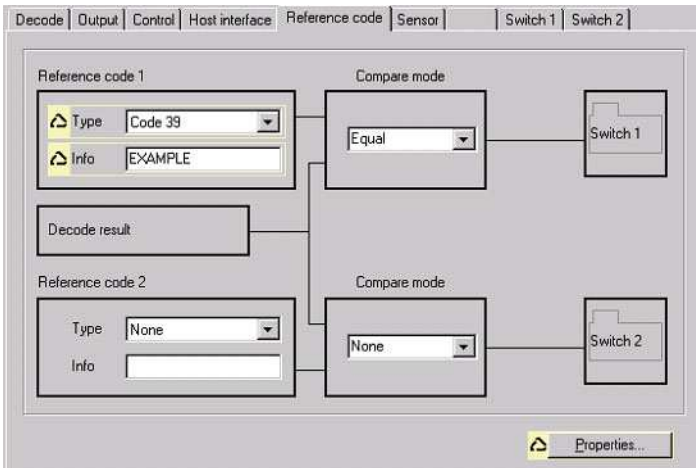 Decode Output Control Host interface Reference code Sensor Switch 1 Switch 2
Reference code 1
Compare mode
Type Code 39
Info EXAMPLE
Equal
Switch 1
Decode result
Reference code 2
Compare mode
Type None
Info
None
Switch 2
Properties...